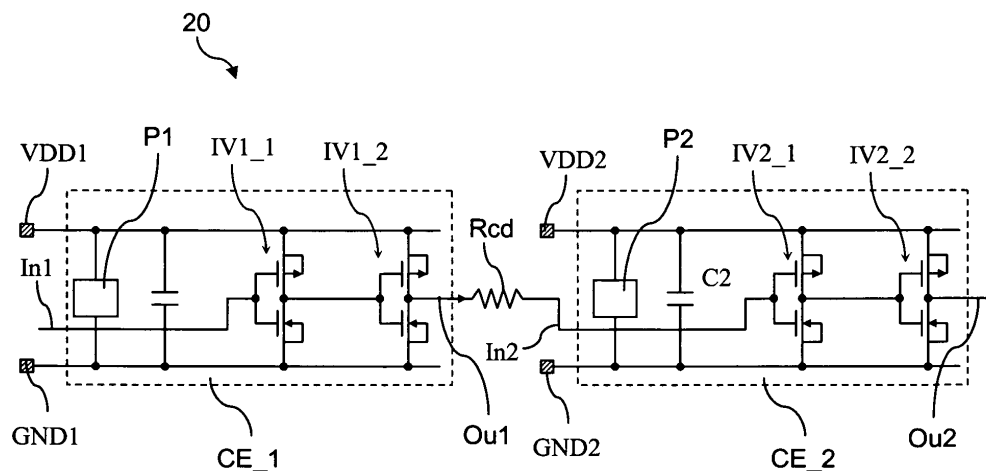 20
P1
IV1_1
IV1_2
VDD1
Rcd
P2
IV2_1
IV2_2
VDD2
In1
C2
In2
GND1
CE_1
Ou1
GND2
CE_2
Ou2